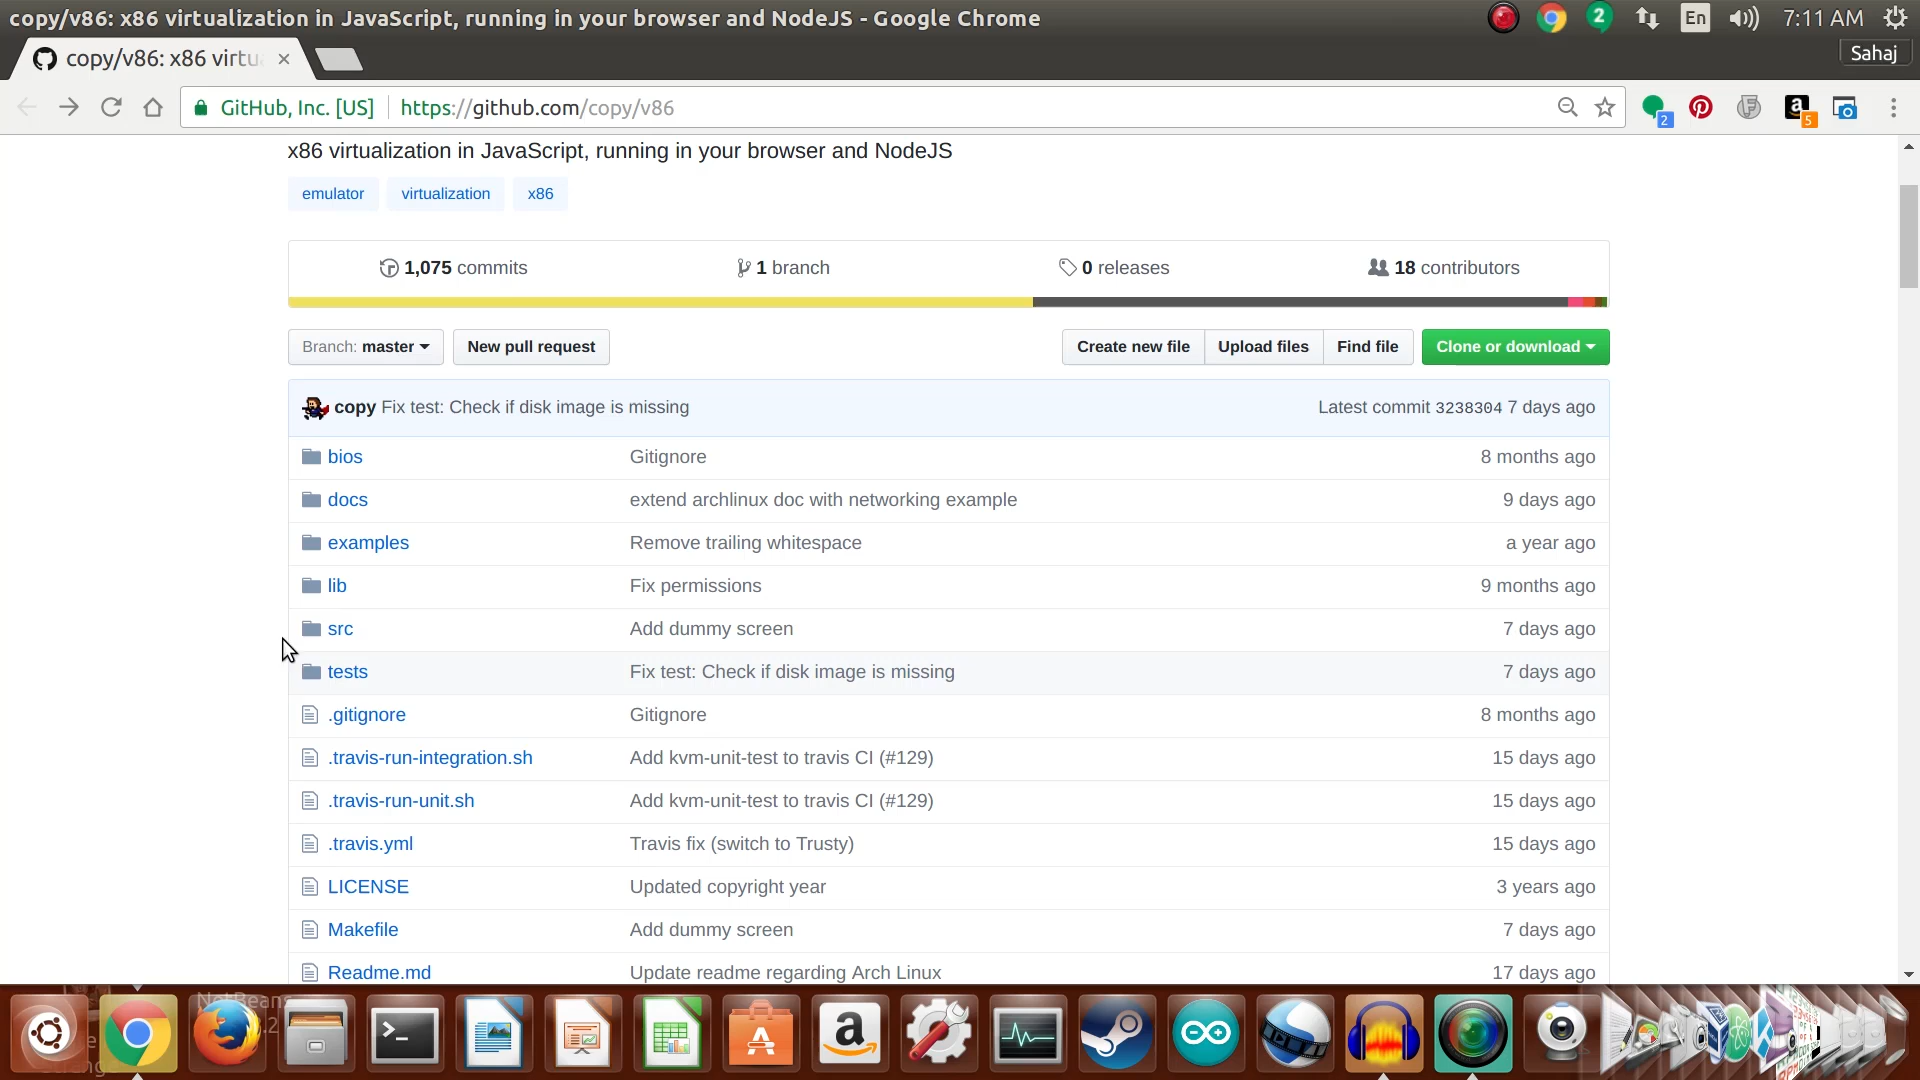 copy/v86: x86 virtualization in JavaScript, running in your browser and NodeJS - Google Chrome
2 En 7:11 AM
copy/v86: x86 virtu
Sahaj
GitHub, Inc. [US] https://github.com/copy/v86
2 a 5
x86 virtualization in JavaScript, running in your browser and NodeJS
emulator virtualization x86
1,075 commits 1 branch 0 releases 18 contributors
Branch: master New pull request Create new file Upload files Find file Clone or download
copy Fix test: Check if disk image is missing Latest commit 3238304 7 days ago
bios Gitignore 8 months ago
docs extend archlinux doc with networking example 9 days ago
examples Remove trailing whitespace a year ago
lib Fix permissions 9 months ago
src Add dummy screen 7 days ago
tests Fix test: Check if disk image is missing 7 days ago
.gitignore Gitignore 8 months ago
.travis-run-integration.sh Add kvm-unit-test to travis CI (#129) 15 days ago
.travis-run-unit.sh Add kvm-unit-test to travis CI (#129) 15 days ago
.travis.yml Travis fix (switch to Trusty) 15 days ago
LICENSE Updated copyright year 3 years ago
Makefile Add dummy screen 7 days ago
Readme.md Update readme regarding Arch Linux 17 days ago
NetBeans
a